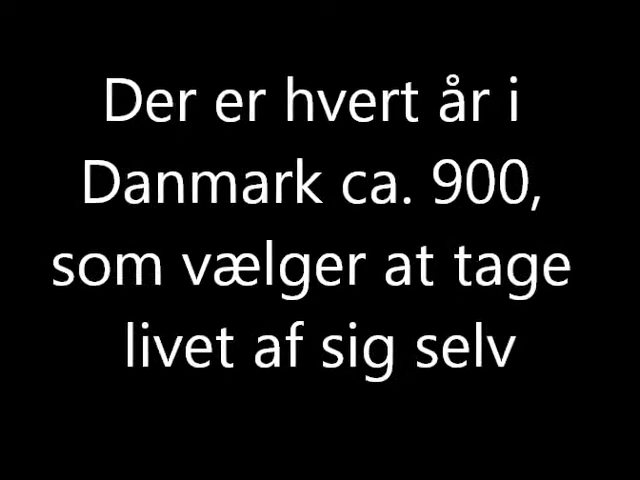 Der er hvert år i
Danmark ca. 900,
som vælger at tage
livet af sig selv